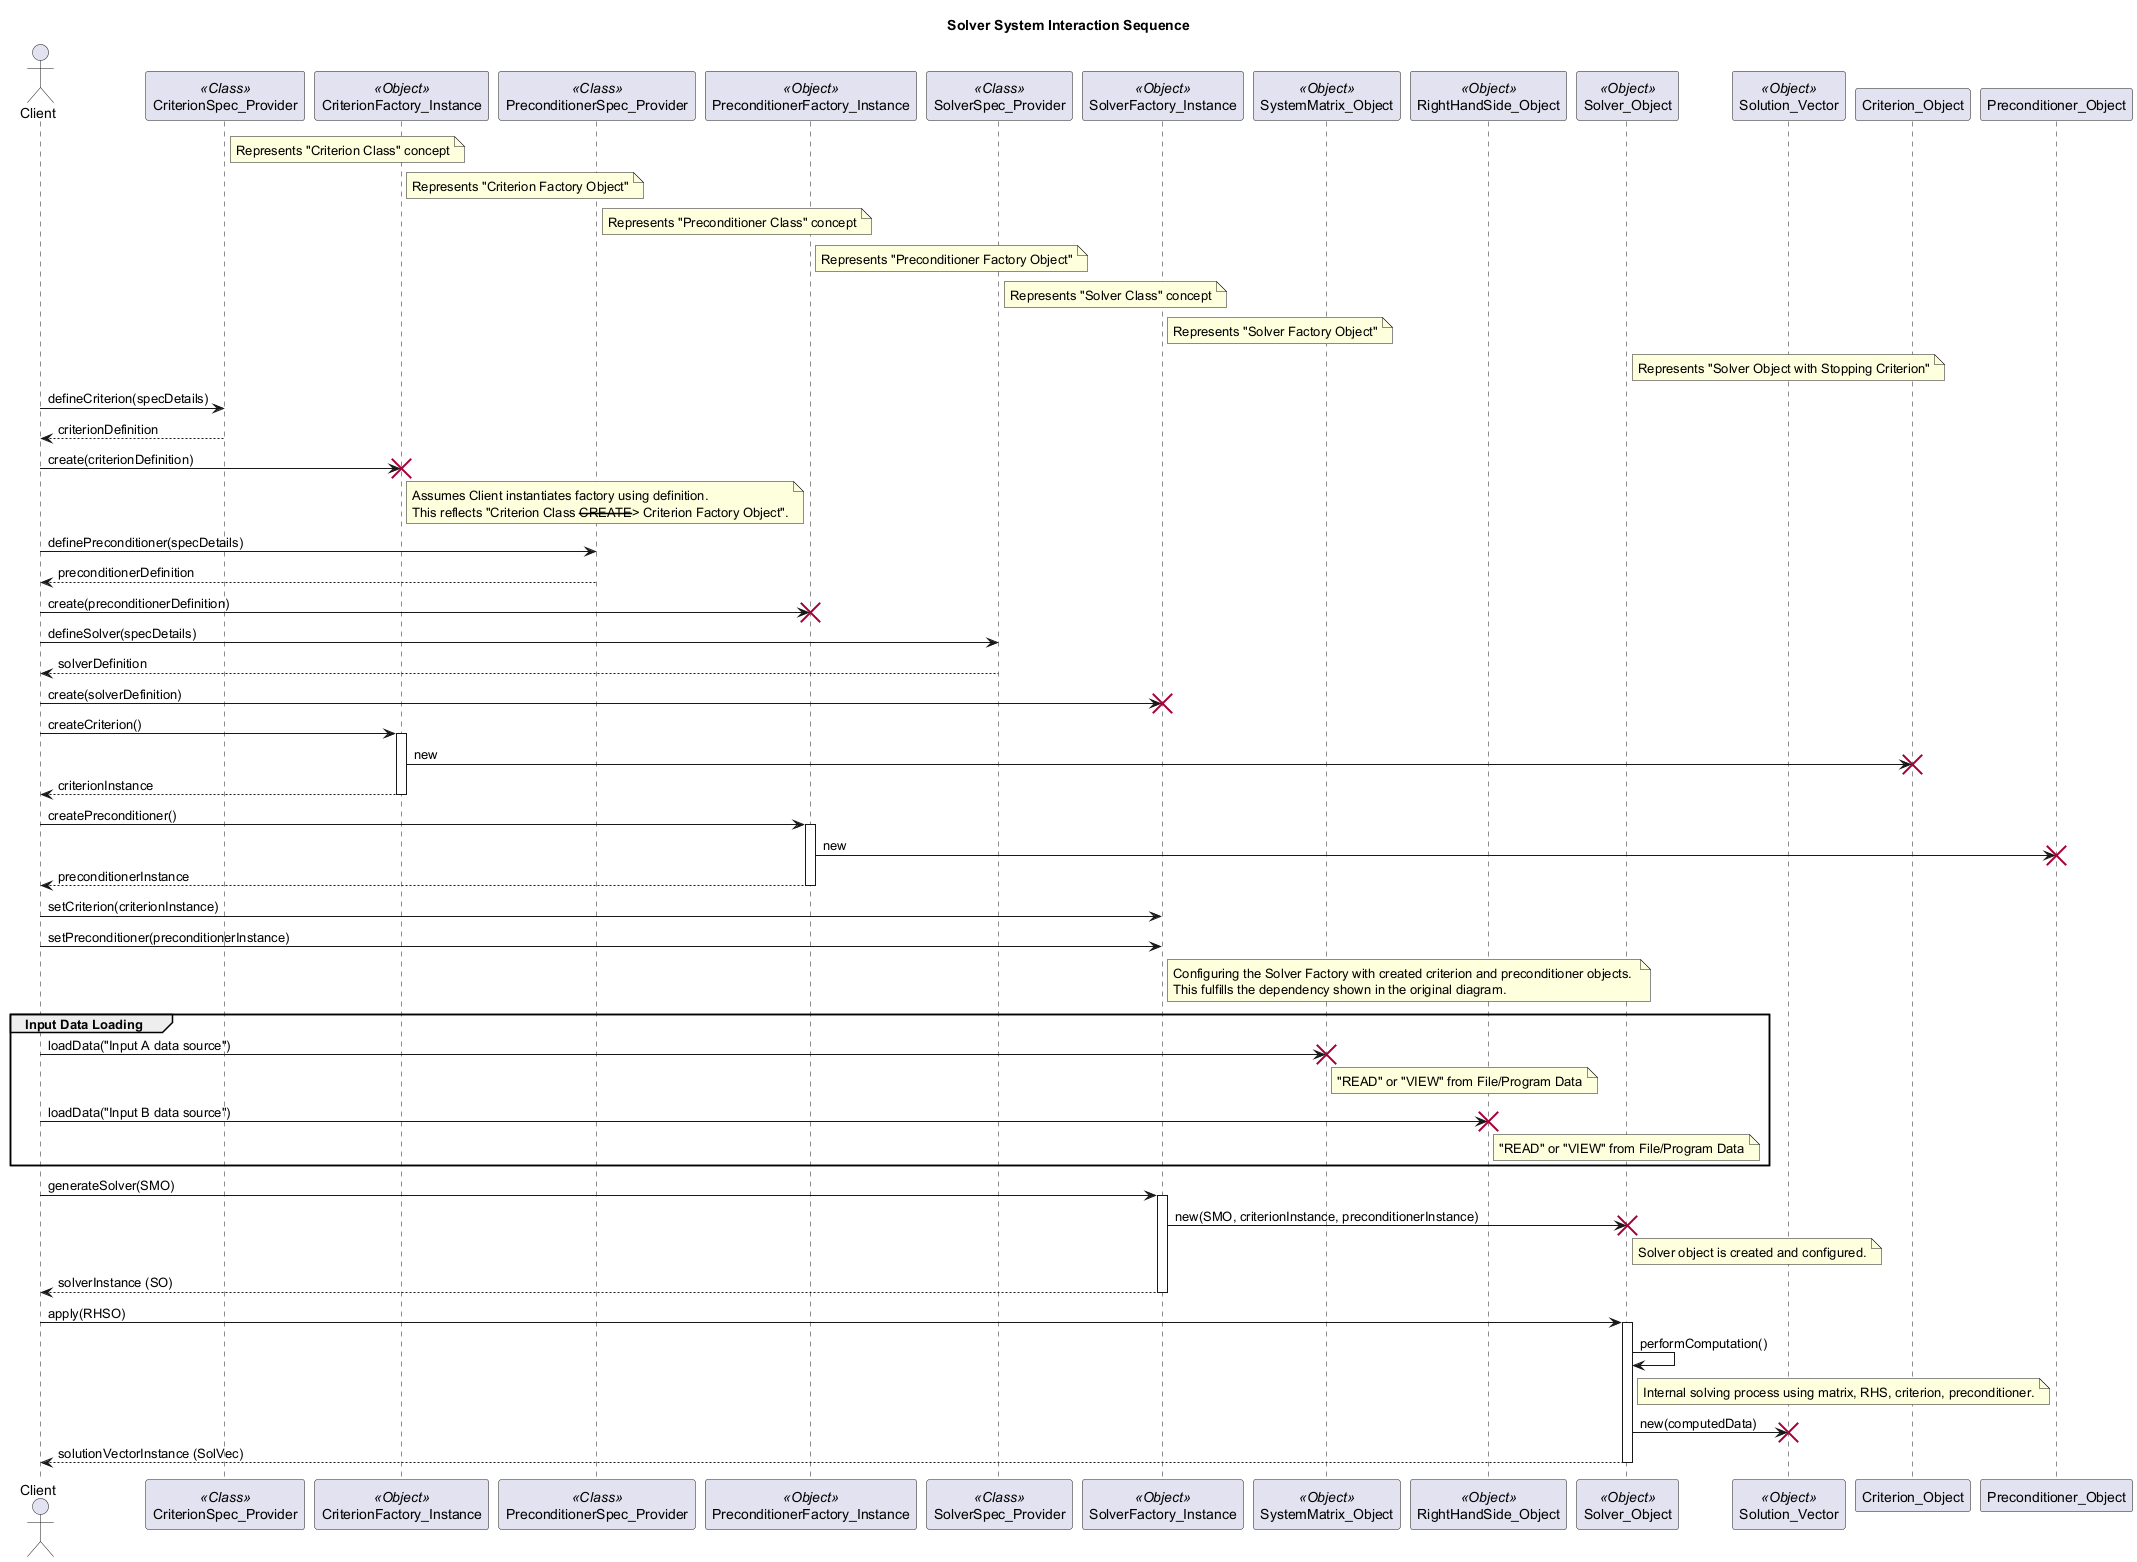 Solver System Interaction Sequence
Client
«Class»
CriterionSpec_Provider
«Object»
CriterionFactory_Instance
«Class»
PreconditionerSpec_Provider
«Object»
PreconditionerFactory_Instance
«Class»
SolverSpec_Provider
«Object»
SolverFactory_Instance
«Object»
SystemMatrix_Object
«Object»
RightHandSide_Object
«Object»
Solver_Object
«Object»
Solution_Vector
Criterion_Object
Preconditioner_Object
Represents "Criterion Class" concept
Represents "Criterion Factory Object"
Represents "Preconditioner Class" concept
Represents "Preconditioner Factory Object"
Represents "Solver Class" concept
Represents "Solver Factory Object"
Represents "Solver Object with Stopping Criterion"
defineCriterion(specDetails)
criterionDefinition
create(criterionDefinition)
Assumes Client instantiates factory using definition.
This reflects "Criterion Class CREATE> Criterion Factory Object".
definePreconditioner(specDetails)
preconditionerDefinition
create(preconditionerDefinition)
defineSolver(specDetails)
solverDefinition
create(solverDefinition)
createCriterion()
new
criterionInstance
createPreconditioner()
new
preconditionerInstance
setCriterion(criterionInstance)
setPreconditioner(preconditionerInstance)
Configuring the Solver Factory with created criterion and preconditioner objects.
This fulfills the dependency shown in the original diagram.
Input Data Loading
loadData("Input A data source")
"READ" or "VIEW" from File/Program Data
loadData("Input B data source")
"READ" or "VIEW" from File/Program Data
generateSolver(SMO)
new(SMO, criterionInstance, preconditionerInstance)
Solver object is created and configured.
solverInstance (SO)
apply(RHSO)
performComputation()
Internal solving process using matrix, RHS, criterion, preconditioner.
new(computedData)
solutionVectorInstance (SolVec)
Client
«Class»
CriterionSpec_Provider
«Object»
CriterionFactory_Instance
«Class»
PreconditionerSpec_Provider
«Object»
PreconditionerFactory_Instance
«Class»
SolverSpec_Provider
«Object»
SolverFactory_Instance
«Object»
SystemMatrix_Object
«Object»
RightHandSide_Object
«Object»
Solver_Object
«Object»
Solution_Vector
Criterion_Object
Preconditioner_Object